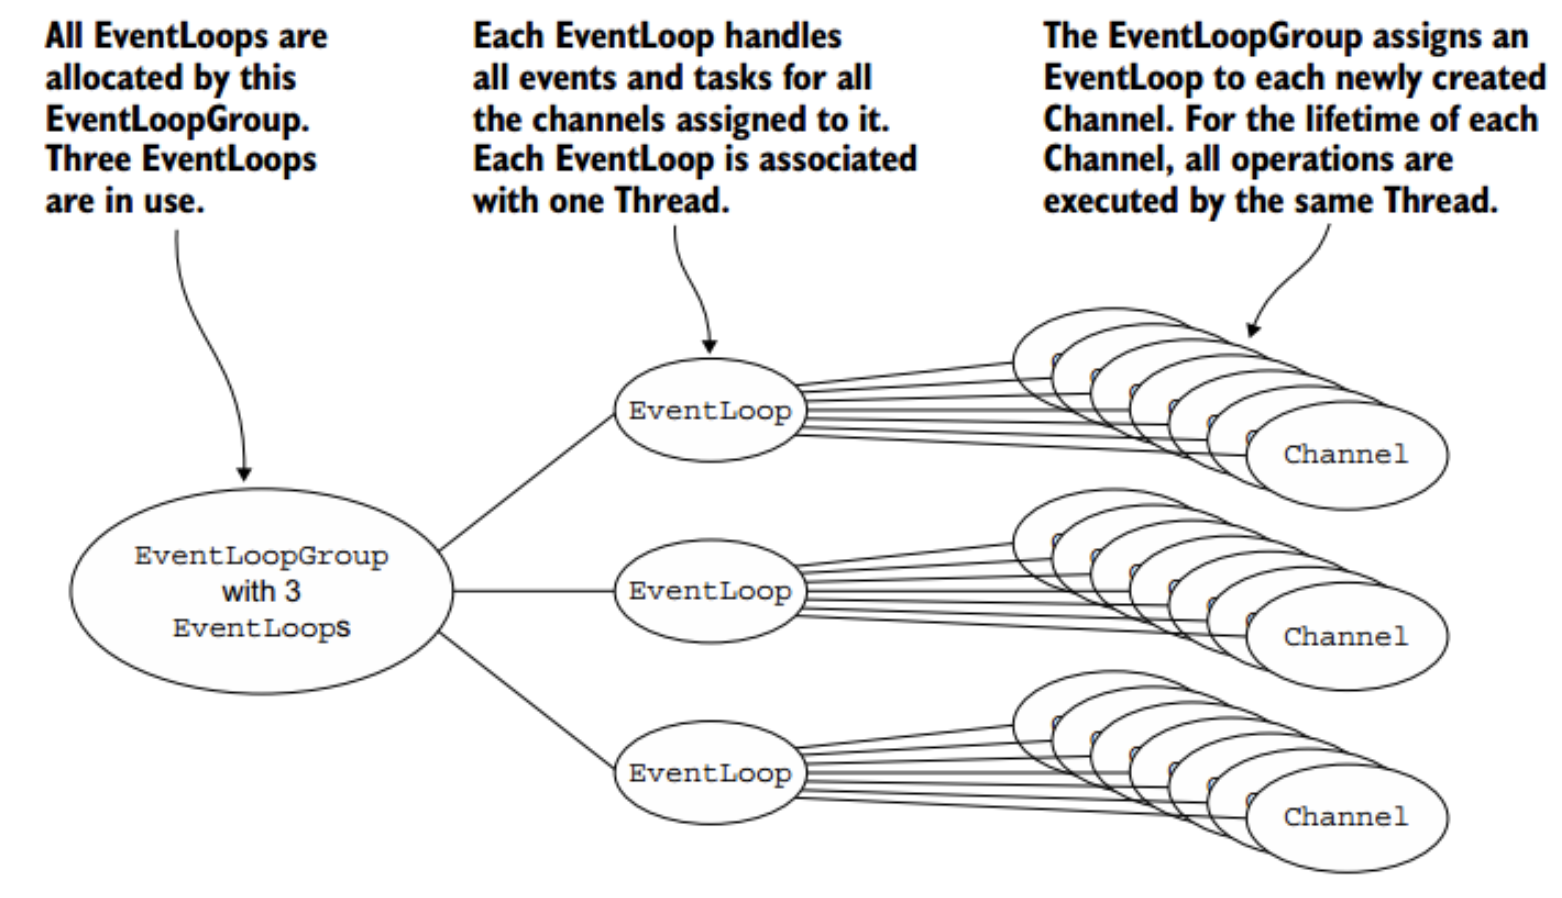 All EventLoops are
allocated by this
EventLoopGroup.
Three EventLoops
are in use.
Each EventLoop handles
all events and tasks for all
the channels assigned to it.
Each EventLoop is associated
with one Thread.
The EventLoopGroup assigns an
EventLoop to each newly created
Channel. For the lifetime of each
Channel, all operations are
executed by the same Thread.
EventLoop
Channel
EventLoopGroup
with 3
EventLoops
EventLoop
Channel
EventLoop
Channel